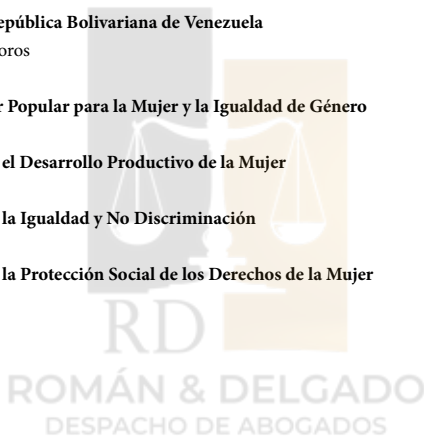 epública Bolivariana de Venezuela
oros
r Popular para la Mujer y la Igualdad de Género
el Desarrollo Productivo de la Mujer
la Igualdad y No Discriminación
la Protección Social de los Derechos de la Mujer
RD
ROMÁN & DELGADO
DESPACHO DE ABOGADOS